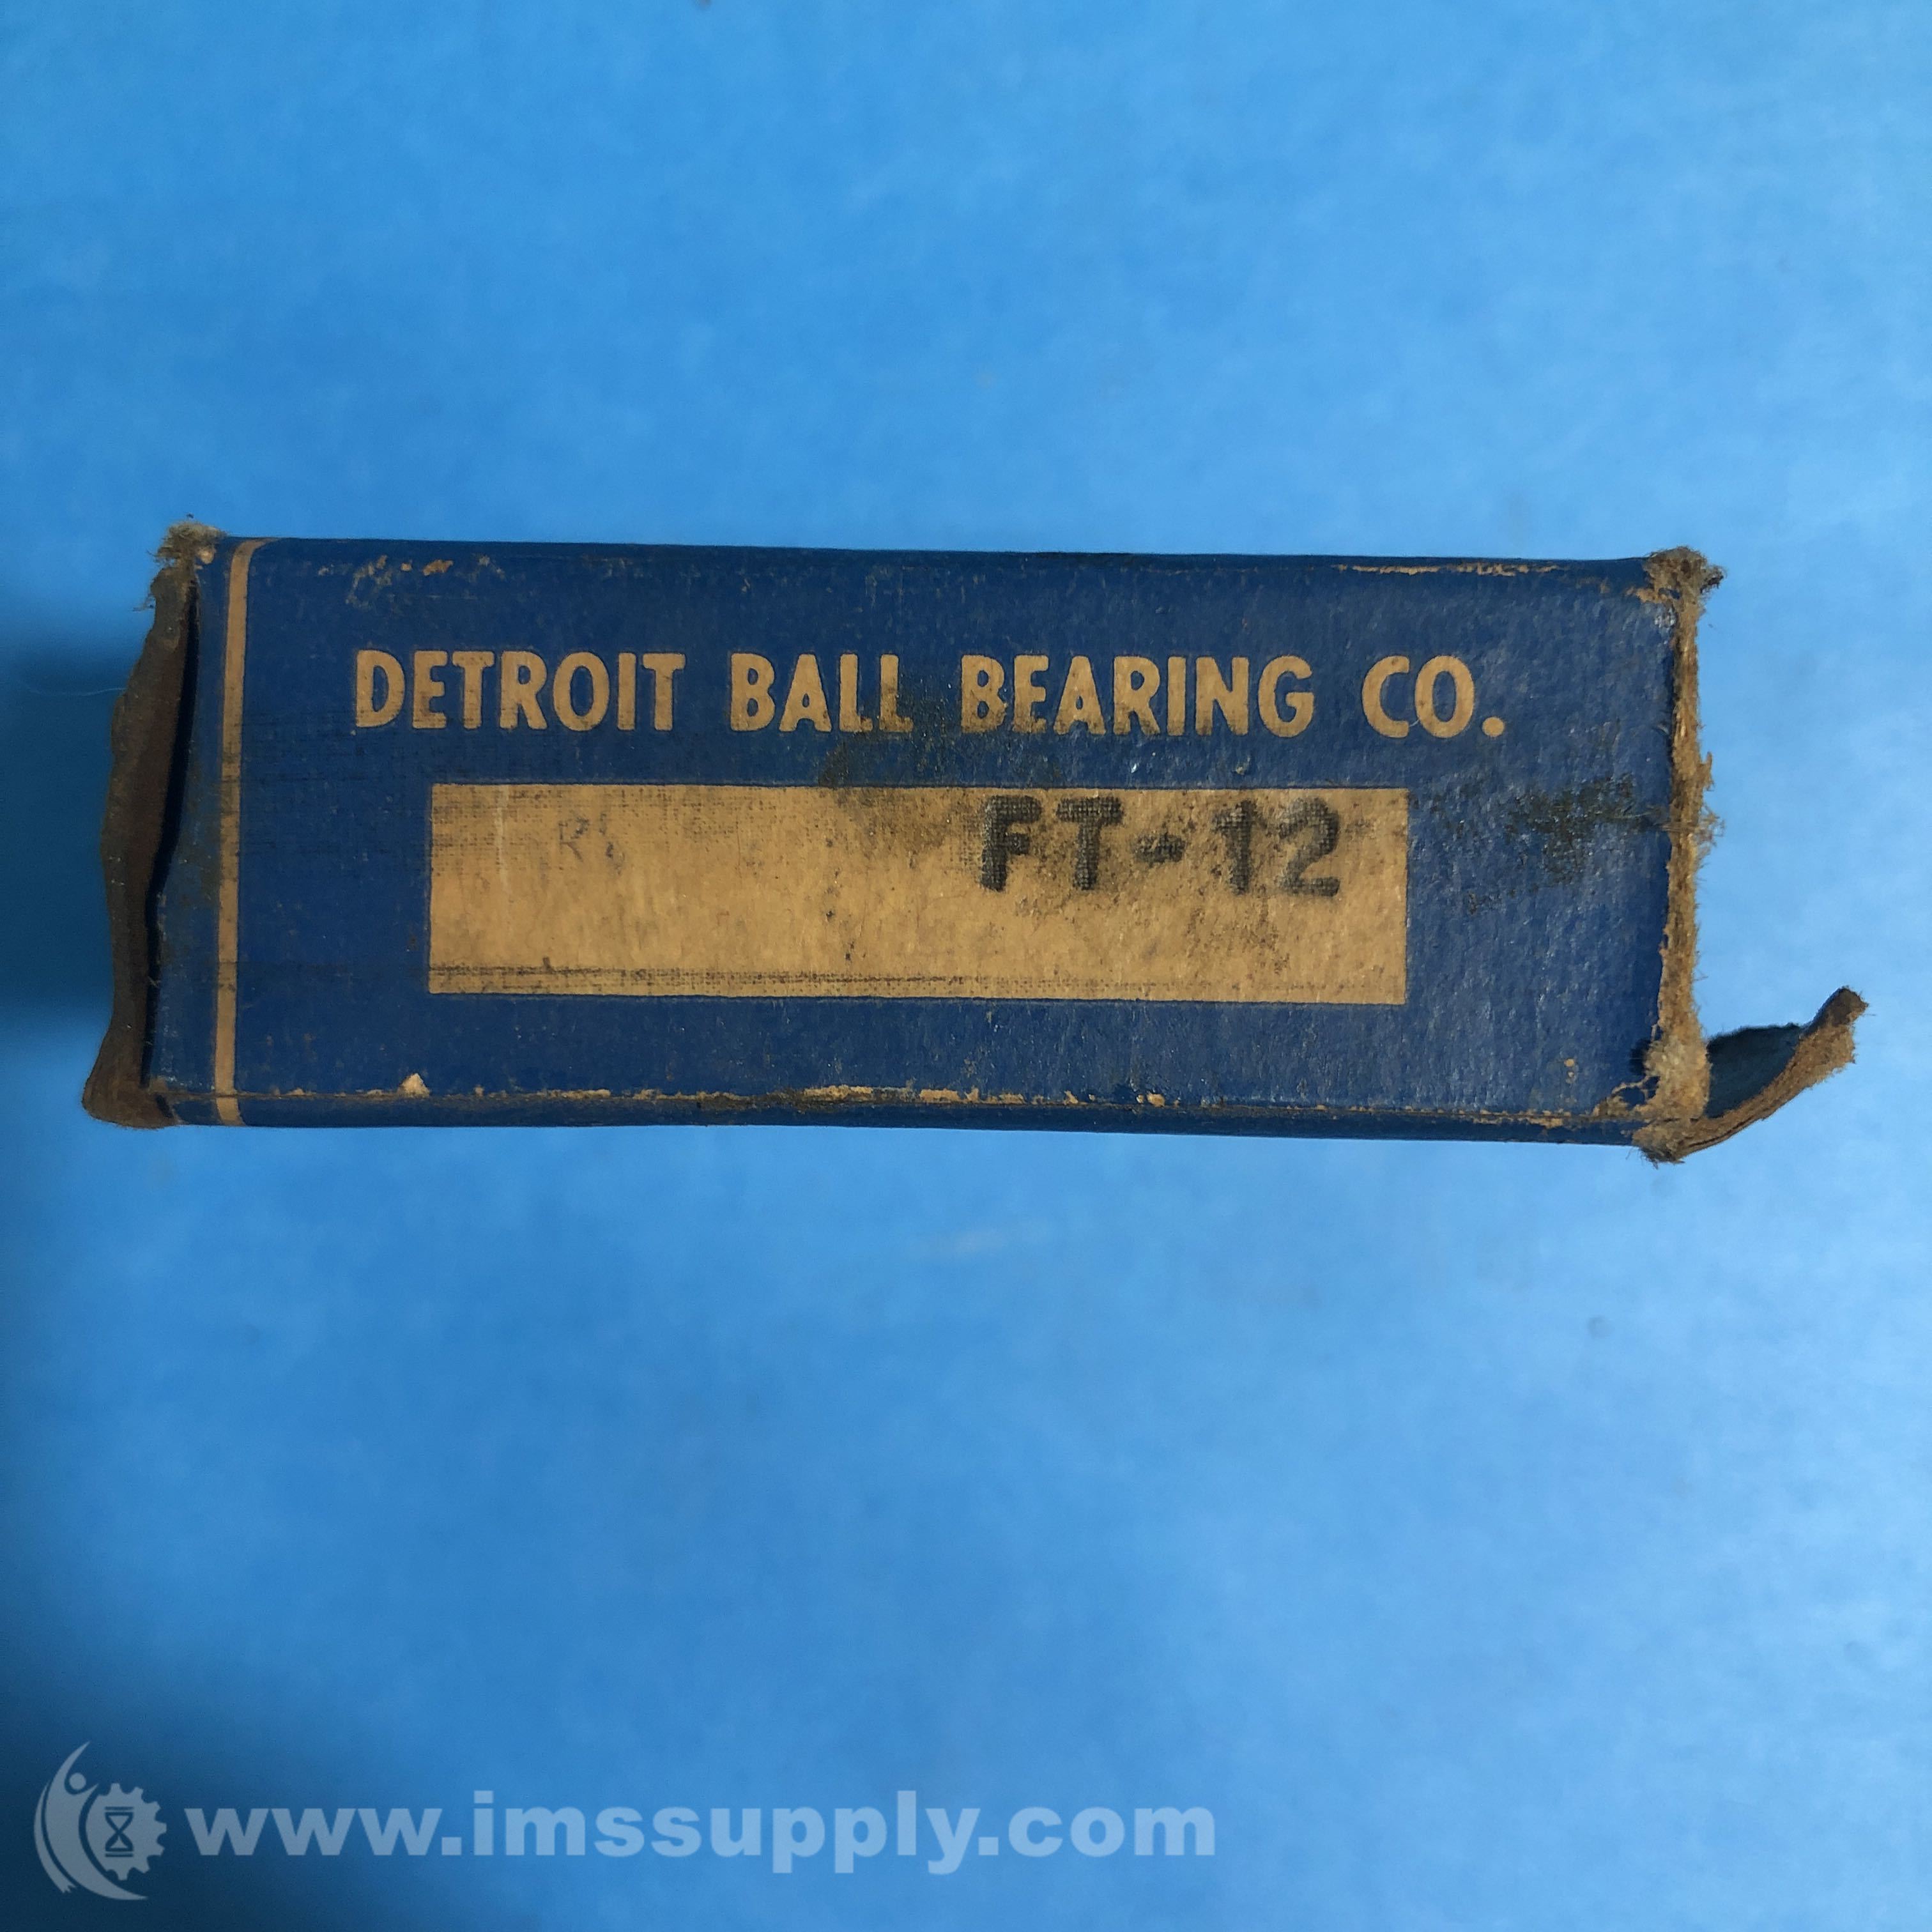 DETROIT BALL BEARING CO.
FT-12
www.imssupply.com